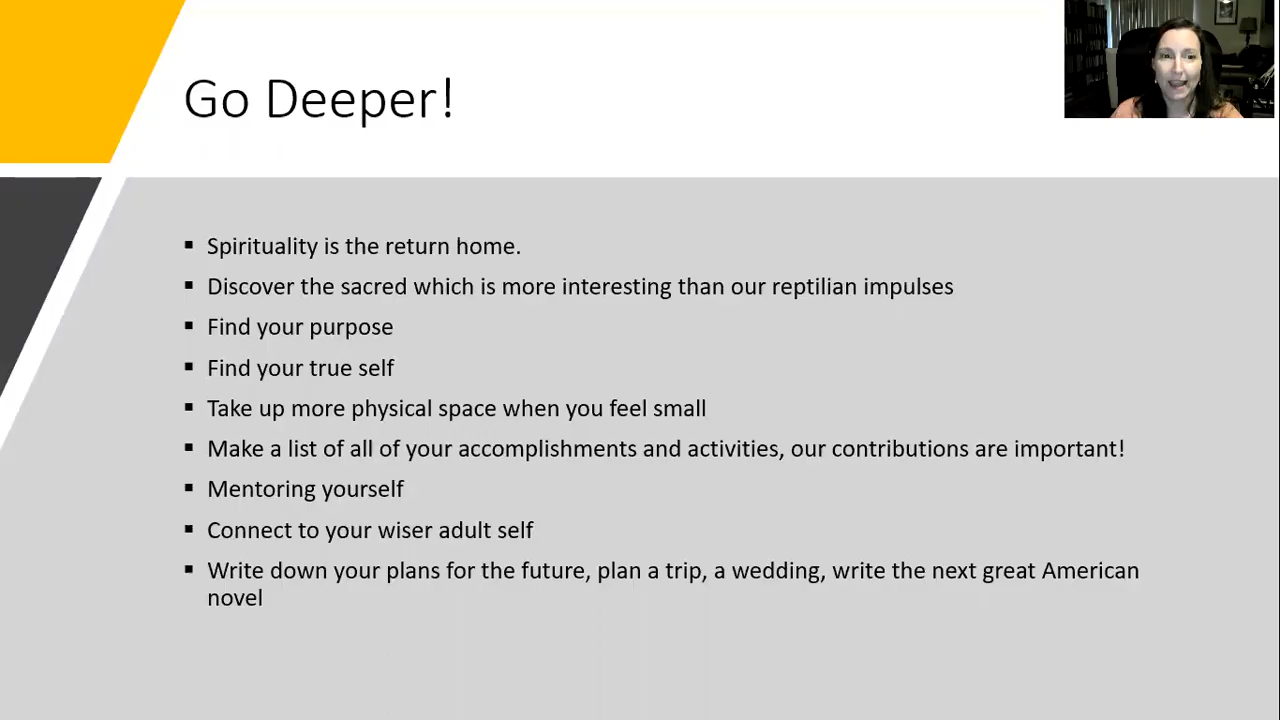 Go Deeper!
Spirituality is the return home.
Discover the sacred which is more interesting than our reptilian impulses
Find your purpose
Find your true self
Take up more physical space when you feel small
Make a list of all of your accomplishments and activities, our contributions are important!
Mentoring yourself
Connect to your wiser adult self
Write down your plans for the future, plan a trip, a wedding, write the next great American
novel